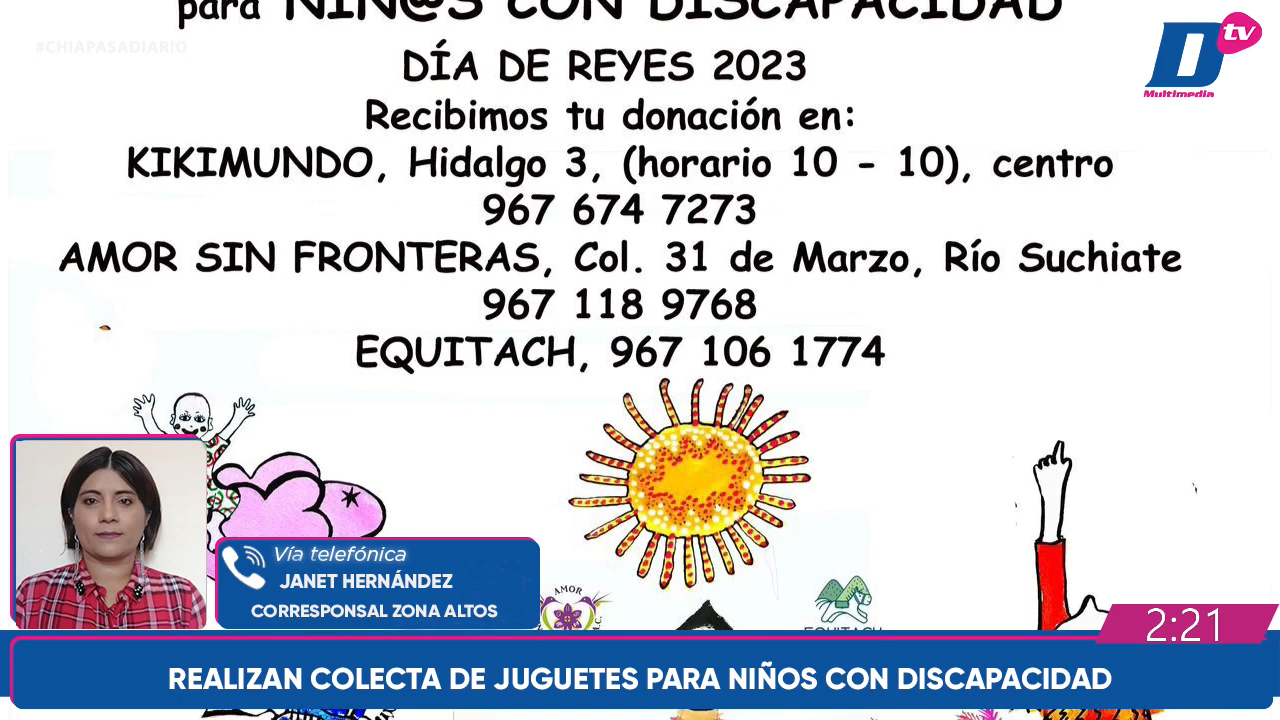 para NIÑ@S CON DISCAPACIDAD
#CHIAPASADIARIO
DÍA DE REYES 2023
Recibimos tu donación en:
KIKIMUNDO, Hidalgo 3, (horario 10 - 10), centro
967 674 7273
AMOR SIN FRONTERAS, Col. 31 de Marzo, Río Suchiate
967 118 9768
EQUITACH, 967 106 1774
D tv
Multimedia
Vía telefónica
JANET HERNÁNDEZ
CORRESPONSAL ZONA ALTOS
AMOR
EQUITACH
2:21
REALIZAN COLECTA DE JUGUETES PARA NIÑOS CON DISCAPACIDAD